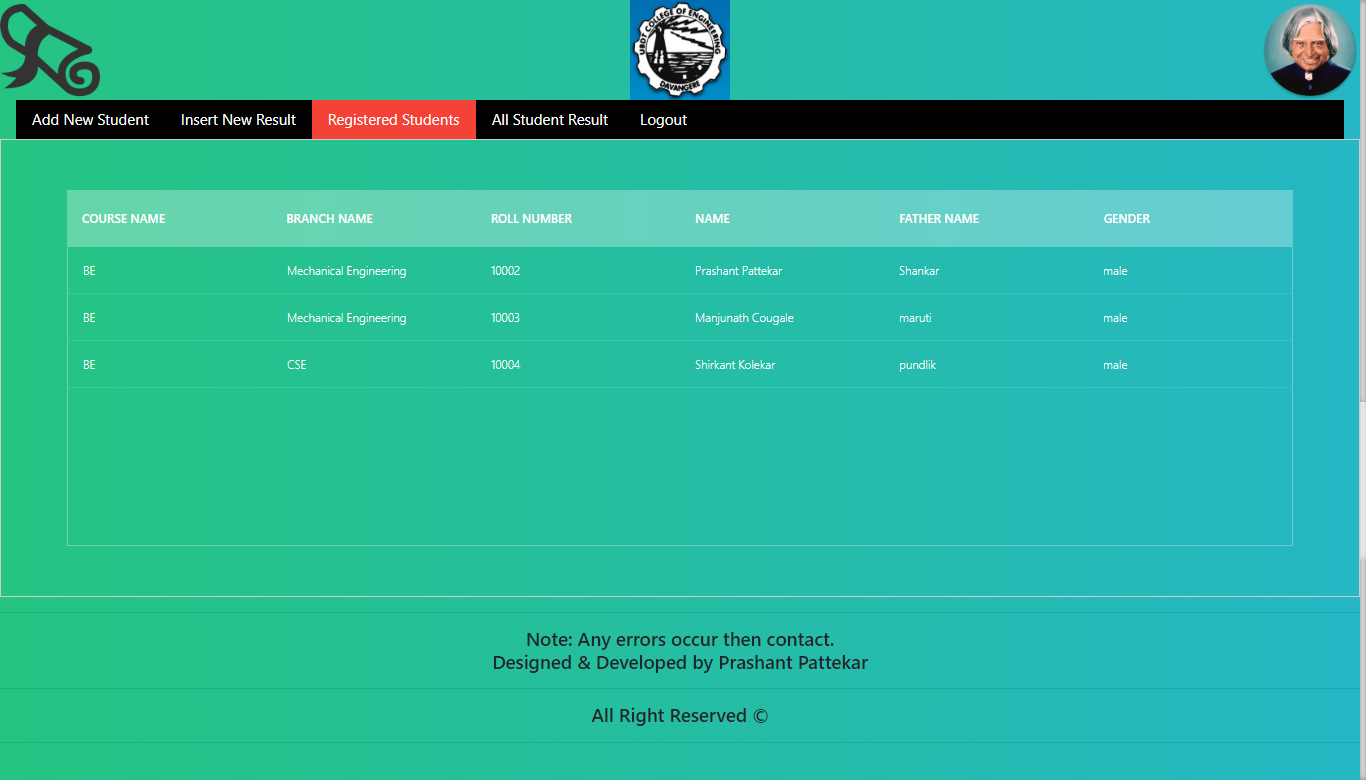 UBDT COLLEGE OF ENGINEERING
DAVANGERE
Add New Student Insert New Result Registered Students All Student Result Logout
COURSE NAME BRANCH NAME ROLL NUMBER NAME FATHER NAME GENDER
BE Mechanical Engineering 10002 Prashant Pattekar Shankar male
BE Mechanical Engineering 10003 Manjunath Cougale maruti male
BE CSE 10004 Shirkant Kolekar pundlik male
Note: Any errors occur then contact.
Designed & Developed by Prashant Pattekar
All Right Reserved ©